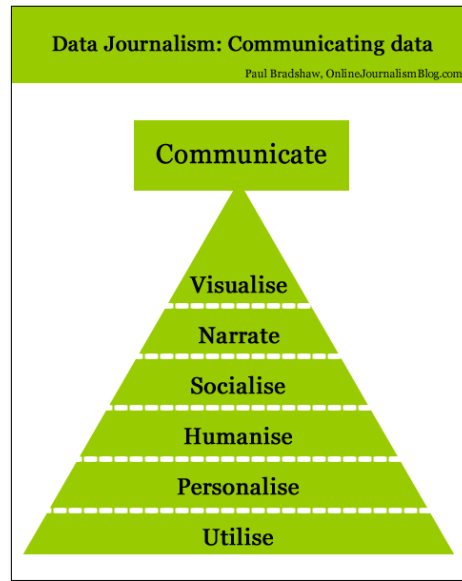 Data Journalism: Communicating data
Paul Bradshaw, OnlineJournalismBlog.com
Communicate
Visualise
Narrate
Socialise
Humanise
Personalise
Utilise